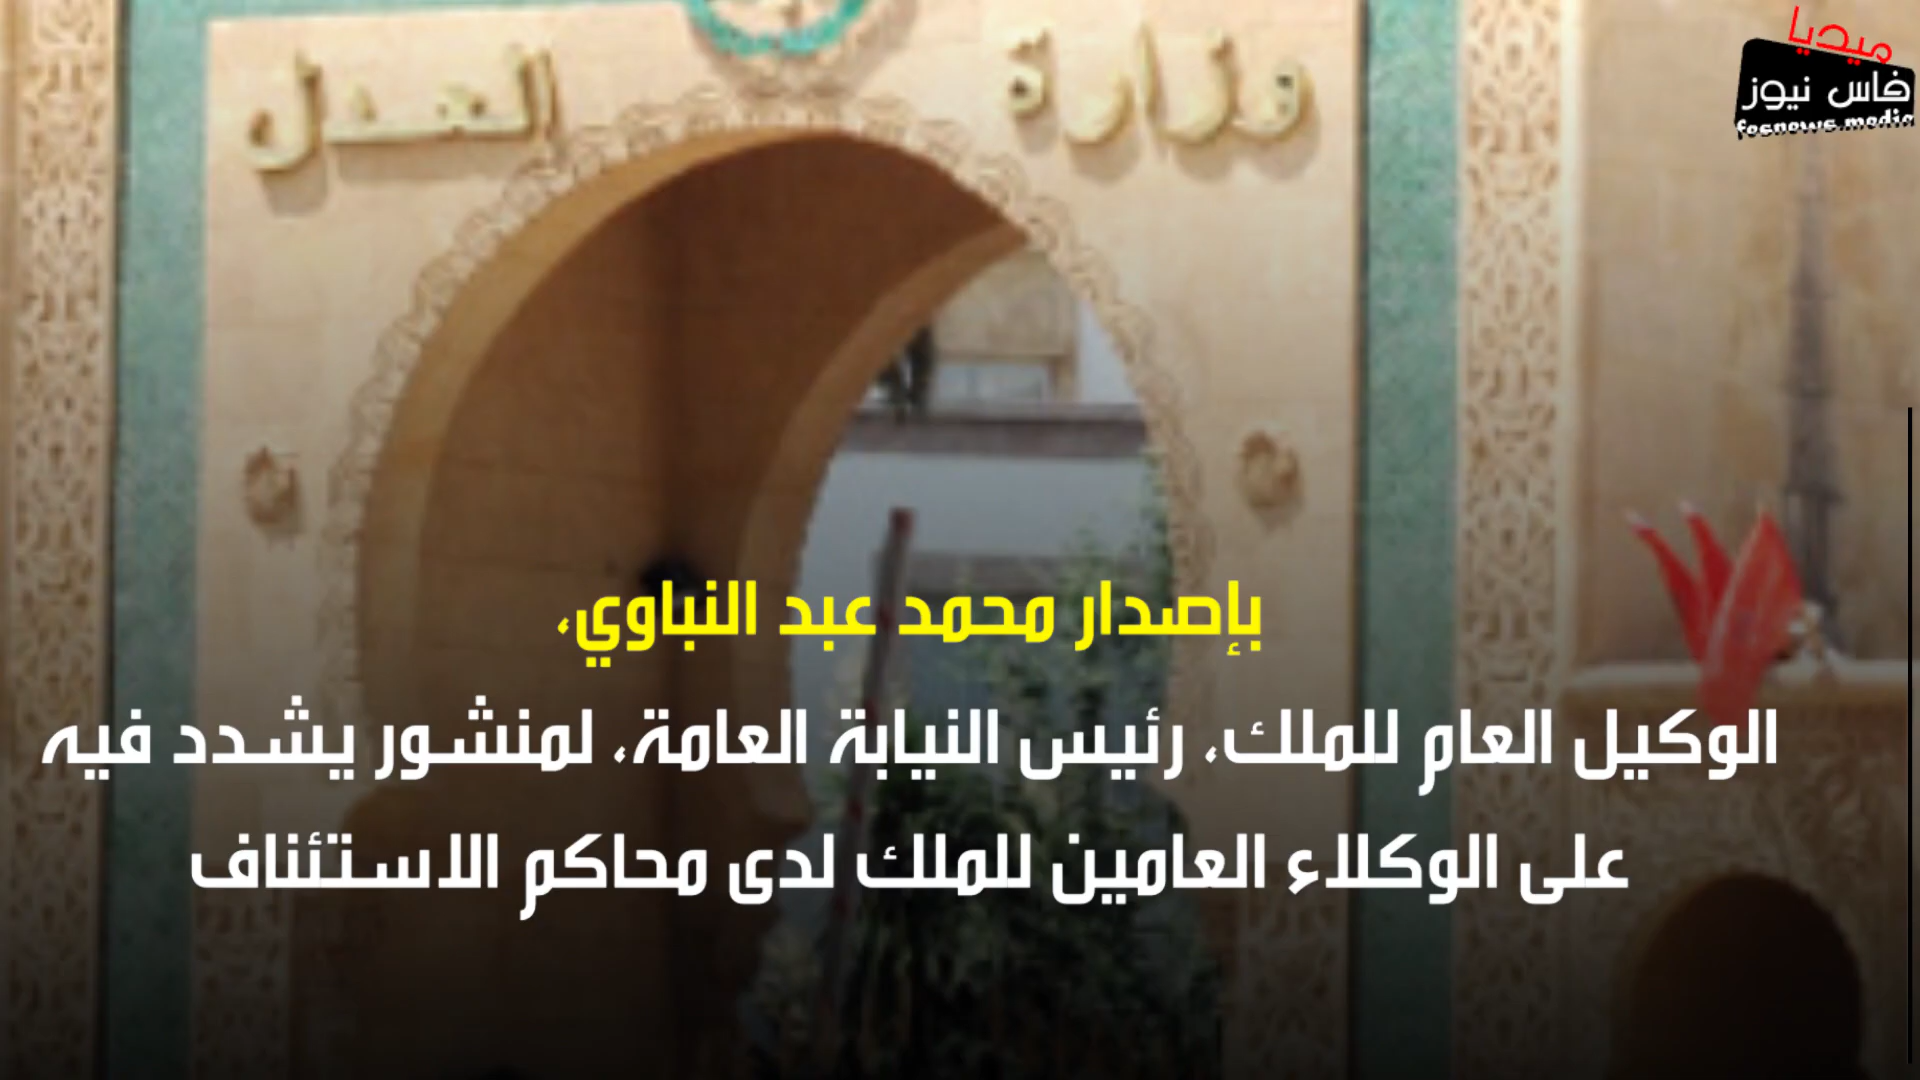 ميديا
فاس نيوز
fesnews.media
وزارة العدل
بإصدار محمد عبد النباوي،
الوكيل العام للملك، رئيس النيابة العامة، لمنشور يشدد فيه
على الوكلاء العامين للملك لدى محاكم الاستئناف